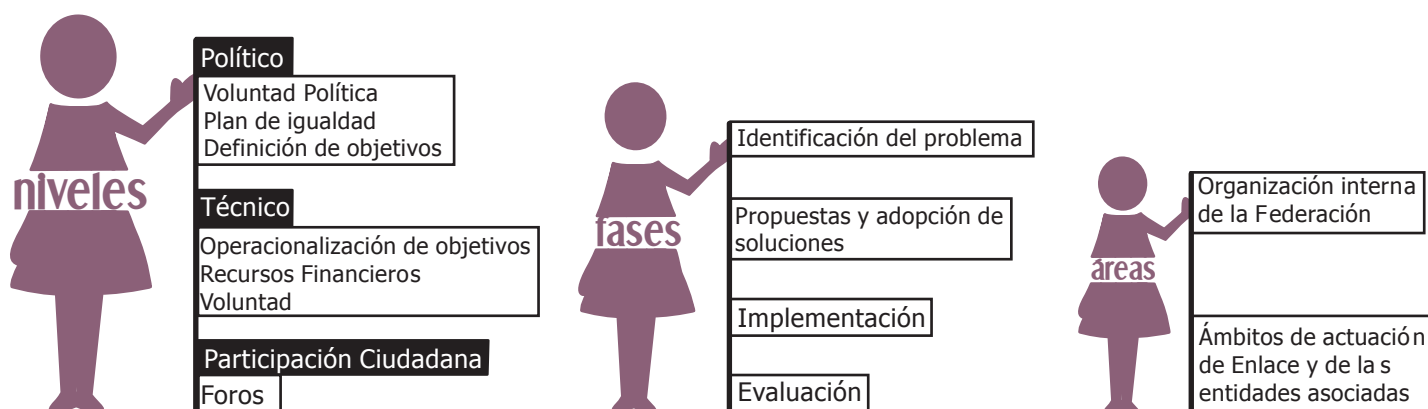 niveles
Político
Voluntad Política
Plan de igualdad
Definición de objetivos
Técnico
Operacionalización de objetivos
Recursos Financieros
Voluntad
Participación Ciudadana
Foros
fases
Identificación del problema
Propuestas y adopción de
soluciones
Implementación
Evaluación
áreas
Organización interna
de la Federación
Ámbitos de actuación
de Enlace y de la s
entidades asociadas